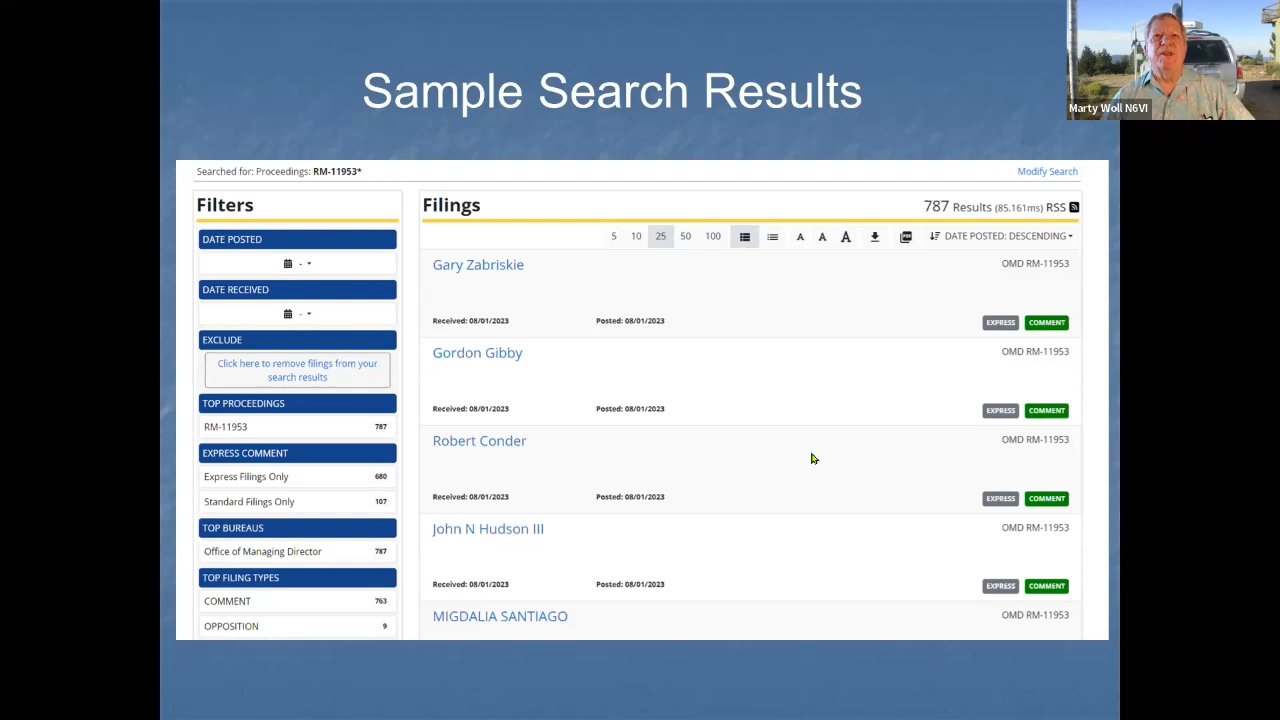 Sample Search Results
Marty Woll N6VI
Searched for: Proceedings: RM-11953*
Modify Search
Filters
DATE POSTED
-
DATE RECEIVED
-
EXCLUDE
Click here to remove filings from your
search results
TOP PROCEEDINGS
RM-11953 787
EXPRESS COMMENT
Express Filings Only 680
Standard Filings Only 107
TOP BUREAUS
Office of Managing Director 787
TOP FILING TYPES
COMMENT 763
OPPOSITION 9
Filings
787 Results (85.161ms) RSS
5 10 25 50 100 A A A PDF DATE POSTED: DESCENDING
Gary Zabriskie OMD RM-11953
Received: 08/01/2023 Posted: 08/01/2023 EXPRESS COMMENT
Gordon Gibby OMD RM-11953
Received: 08/01/2023 Posted: 08/01/2023 EXPRESS COMMENT
Robert Conder OMD RM-11953
Received: 08/01/2023 Posted: 08/01/2023 EXPRESS COMMENT
John N Hudson III OMD RM-11953
Received: 08/01/2023 Posted: 08/01/2023 EXPRESS COMMENT
MIGDALIA SANTIAGO OMD RM-11953